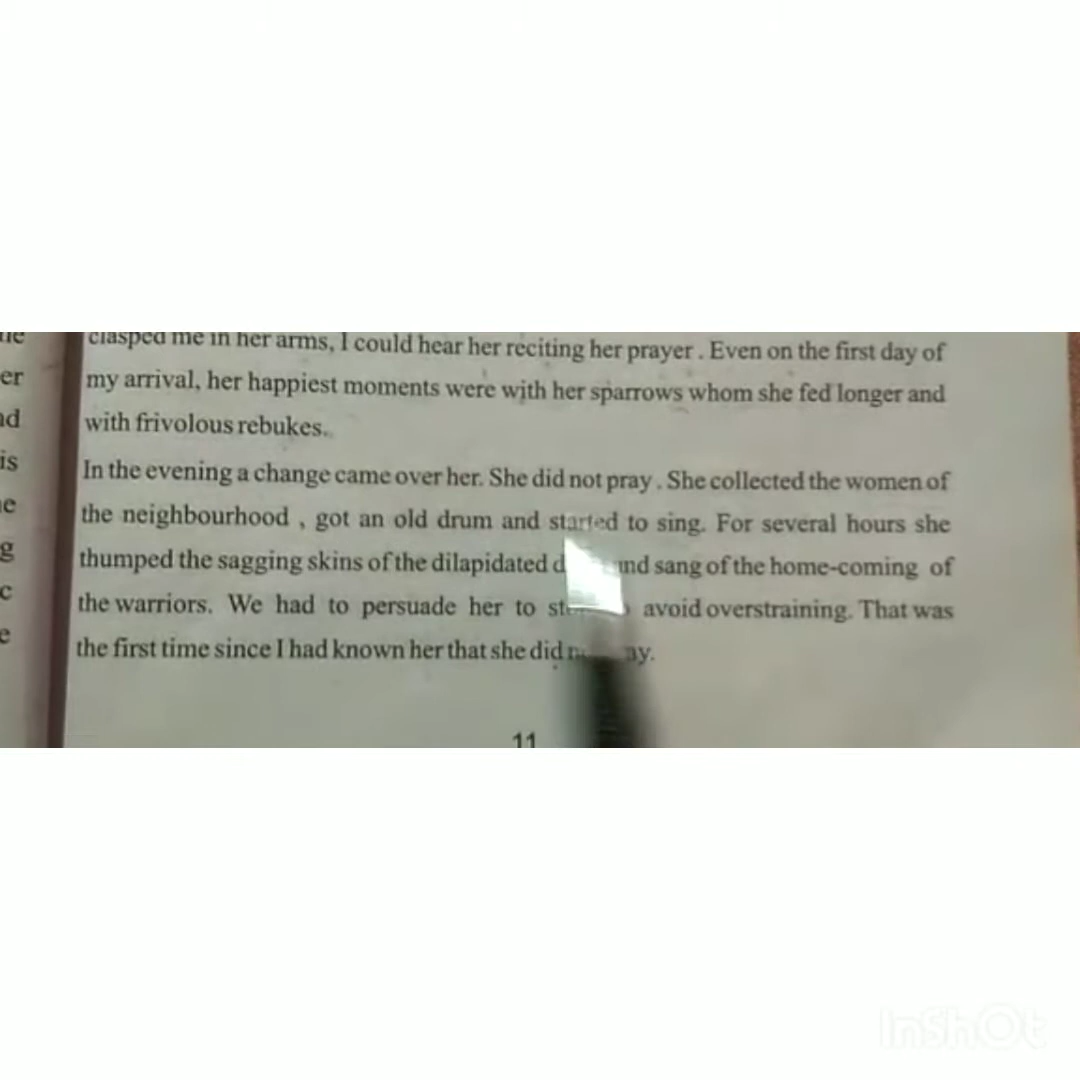 clasped me in her arms, I could hear her reciting her prayer . Even on the first day of
er my arrival, her happiest moments were with her sparrows whom she fed longer and
with frivolous rebukes.
is In the evening a change came over her. She did not pray . She collected the women of
the neighbourhood , got an old drum and started to sing. For several hours she
g thumped the sagging skins of the dilapidated and sang of the home-coming of
c the warriors. We had to persuade her to avoid overstraining. That was
e the first time since I had known her that she did
11
InShOt